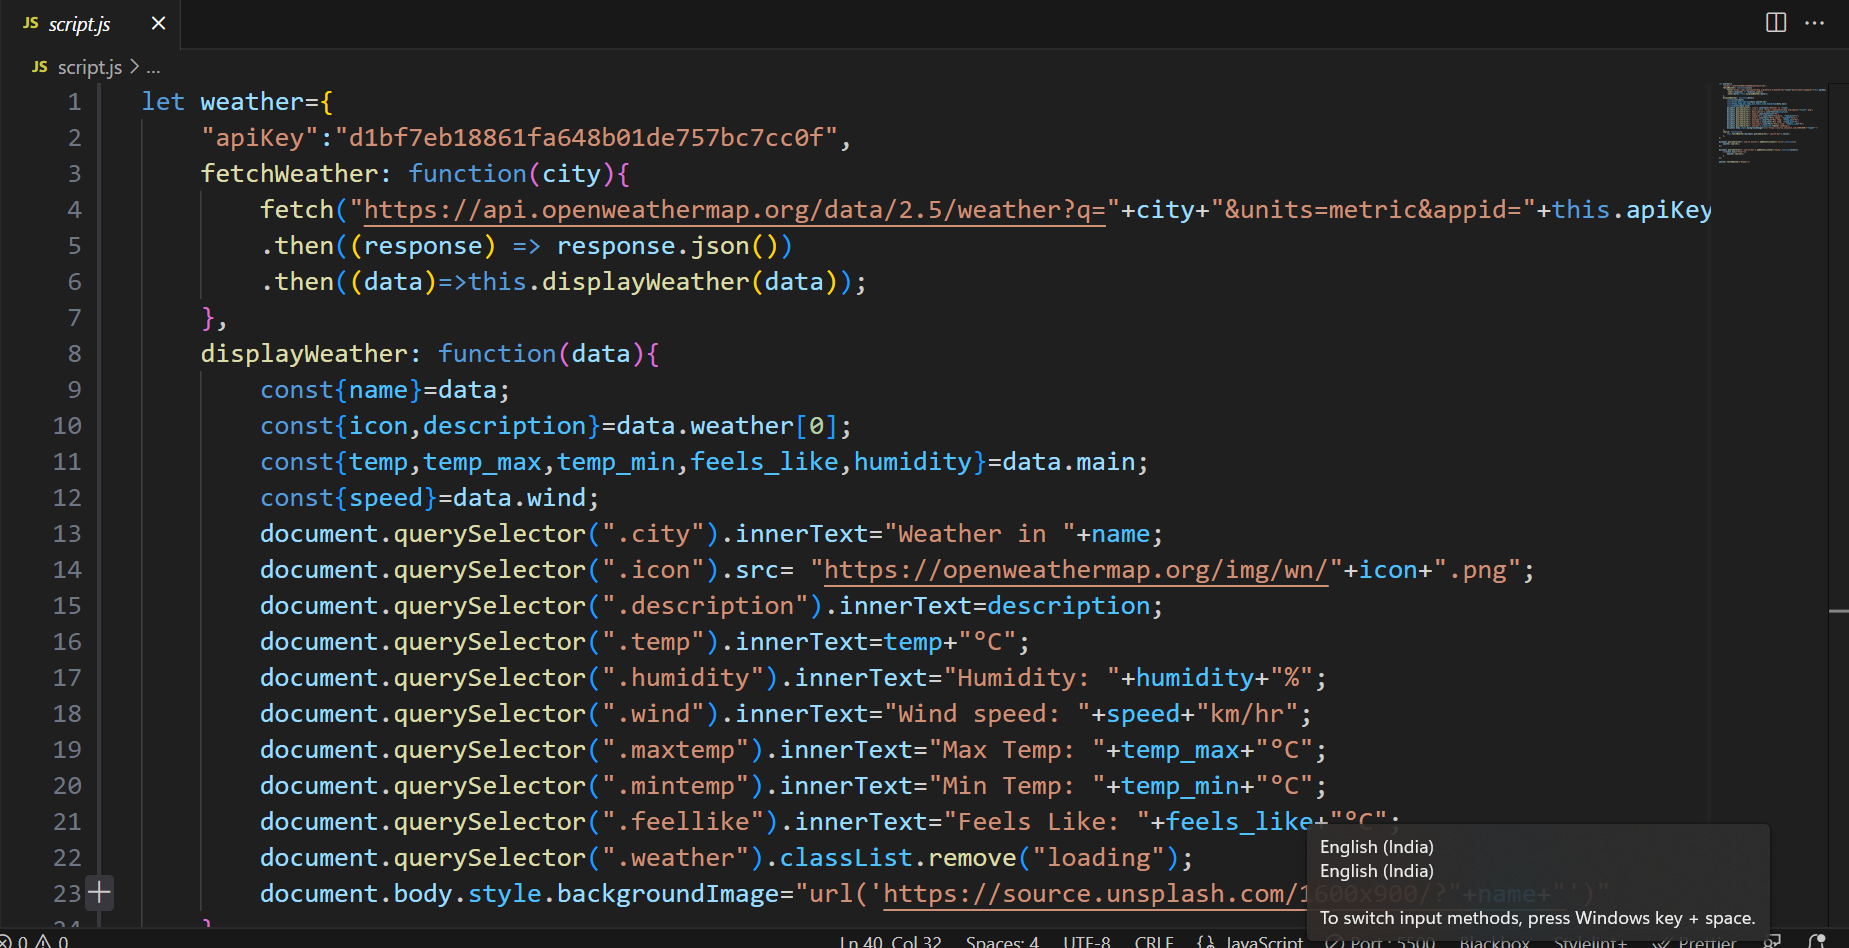 JS script.js ×
JS script.js > ...
1 let weather={
2 "apiKey":"d1bf7eb18861fa648b01de757bc7cc0f",
3 fetchWeather: function(city){
4 fetch("https://api.openweathermap.org/data/2.5/weather?q="+city+"&units=metric&appid="+this.apiKey
5 .then((response) => response.json())
6 .then((data)=>this.displayWeather(data));
7 },
8 displayWeather: function(data){
9 const{name}=data;
10 const{icon,description}=data.weather[0];
11 const{temp,temp_max,temp_min,feels_like,humidity}=data.main;
12 const{speed}=data.wind;
13 document.querySelector(".city").innerText="Weather in "+name;
14 document.querySelector(".icon").src= "https://openweathermap.org/img/wn/"+icon+".png";
15 document.querySelector(".description").innerText=description;
16 document.querySelector(".temp").innerText=temp+"°C";
17 document.querySelector(".humidity").innerText="Humidity: "+humidity+"%";
18 document.querySelector(".wind").innerText="Wind speed: "+speed+"km/hr";
19 document.querySelector(".maxtemp").innerText="Max Temp: "+temp_max+"°C";
20 document.querySelector(".mintemp").innerText="Min Temp: "+temp_min+"°C";
21 document.querySelector(".feellike").innerText="Feels Like: "+feels_like+"°C";
22 document.querySelector(".weather").classList.remove("loading");
23 document.body.style.backgroundImage="url('https://source.unsplash.com/1600x900/?"+name+"')"
24 }
English (India)
English (India)
To switch input methods, press Windows key + space.
0 0 Ln 40, Col 32 Spaces: 4 UTF-8 CRLF {} JavaScript Port : 5500 Blackbox Stylelint+ Prettier